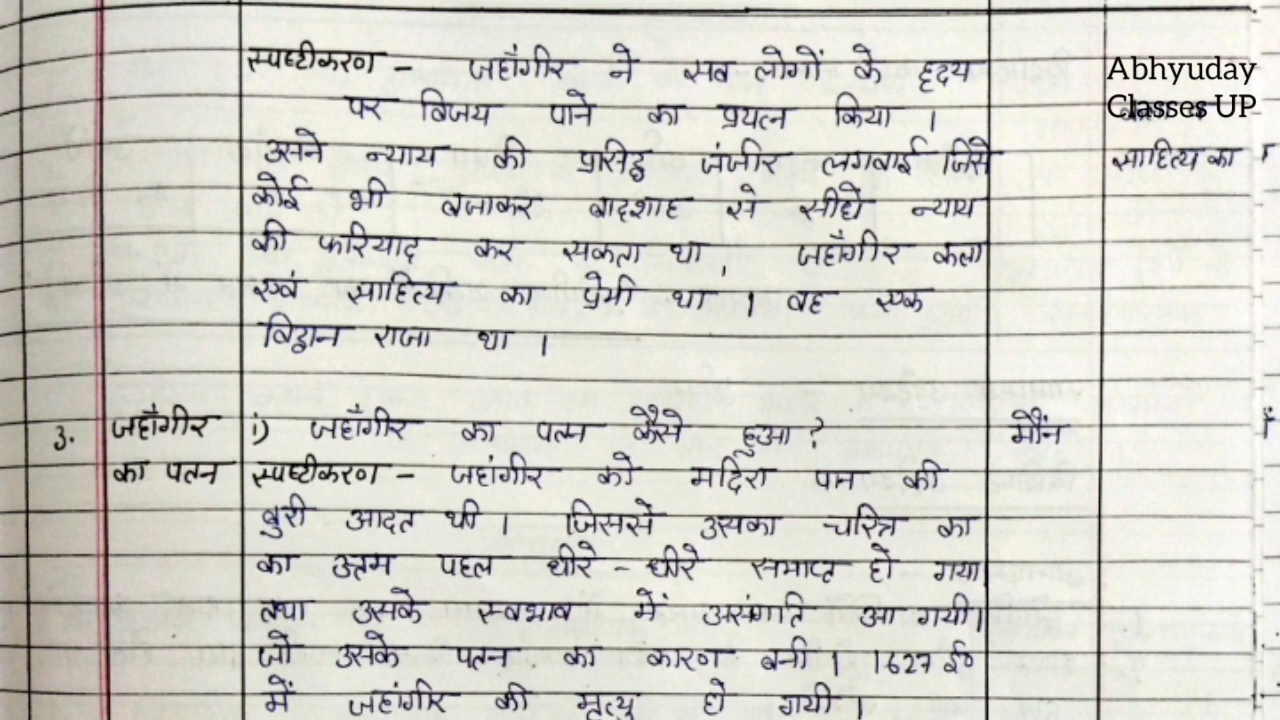 स्पष्टीकरण – जहाँगीर ने सब लोगों के हृदय
Abhyuday
पर विजय पाने का प्रयत्न किया ।
Classes UP
उसने न्याय की प्रसिद्ध जंजीर लगवाई जिसे
साहित्य का
कोई भी बजाकर बादशाह से सीधे न्याय
की फरियाद कर सकता था, जहाँगीर कला
एवं साहित्य का प्रेमी था । वह एक
विद्वान राजा था ।
3. जहाँगीर i) जहाँगीर का पतन कैसे हुआ ? मौन
का पतन स्पष्टीकरण – जहांगीर को मदिरा पान की
बुरी आदत थी । जिससे उसका चरित्र का
का उत्तम पहल धीरे – धीरे समाप्त हो गया
तथा उसके स्वभाव में असंगति आ गयी।
जो उसके पतन का कारण बनी । 1627 ई०
में जहांगीर की मृत्यु हो गयी ।